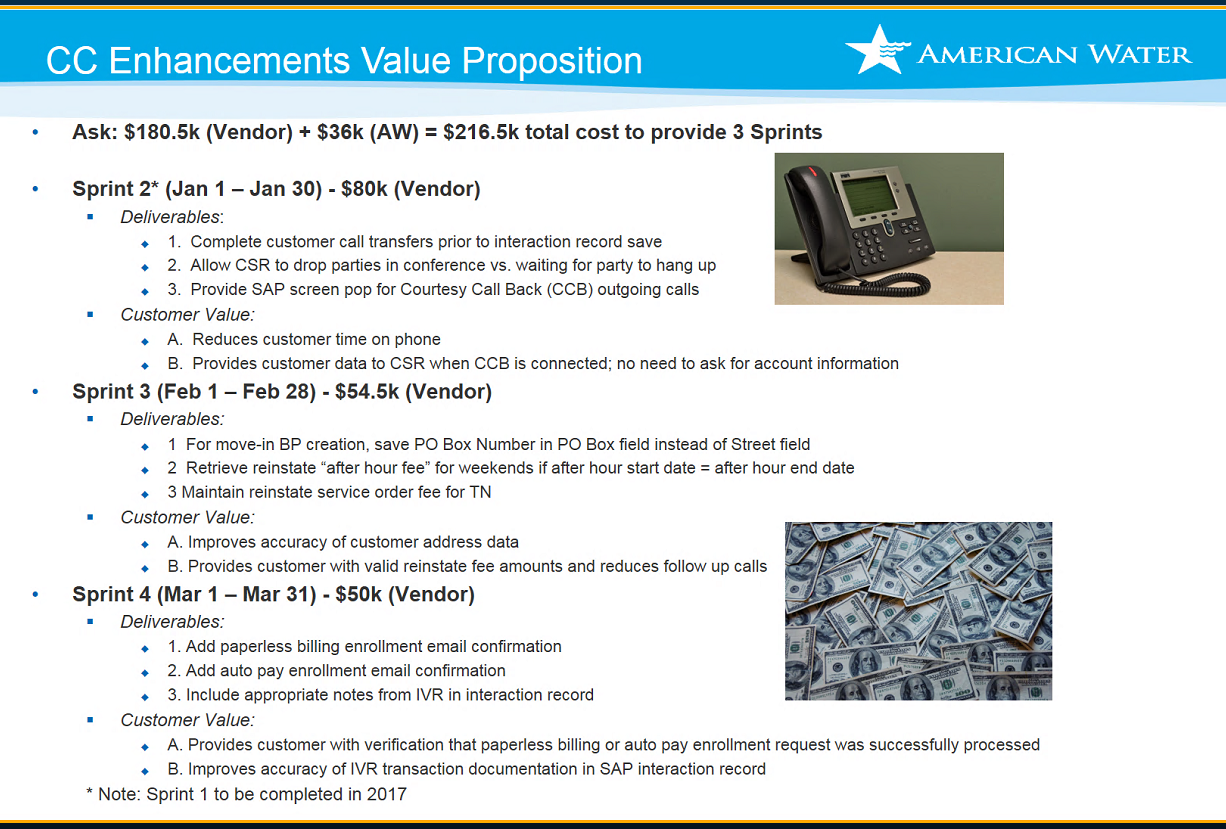 CC Enhancements Value Proposition
AMERICAN WATER
• Ask: $180.5k (Vendor) + $36k (AW) = $216.5k total cost to provide 3 Sprints
• Sprint 2* (Jan 1 – Jan 30) - $80k (Vendor)
▪ Deliverables:
◆ 1. Complete customer call transfers prior to interaction record save
◆ 2. Allow CSR to drop parties in conference vs. waiting for party to hang up
◆ 3. Provide SAP screen pop for Courtesy Call Back (CCB) outgoing calls
▪ Customer Value:
◆ A. Reduces customer time on phone
◆ B. Provides customer data to CSR when CCB is connected; no need to ask for account information
• Sprint 3 (Feb 1 – Feb 28) - $54.5k (Vendor)
▪ Deliverables:
◆ 1 For move-in BP creation, save PO Box Number in PO Box field instead of Street field
◆ 2 Retrieve reinstate “after hour fee” for weekends if after hour start date = after hour end date
◆ 3 Maintain reinstate service order fee for TN
▪ Customer Value:
◆ A. Improves accuracy of customer address data
◆ B. Provides customer with valid reinstate fee amounts and reduces follow up calls
• Sprint 4 (Mar 1 – Mar 31) - $50k (Vendor)
▪ Deliverables:
◆ 1. Add paperless billing enrollment email confirmation
◆ 2. Add auto pay enrollment email confirmation
◆ 3. Include appropriate notes from IVR in interaction record
▪ Customer Value:
◆ A. Provides customer with verification that paperless billing or auto pay enrollment request was successfully processed
◆ B. Improves accuracy of IVR transaction documentation in SAP interaction record
* Note: Sprint 1 to be completed in 2017